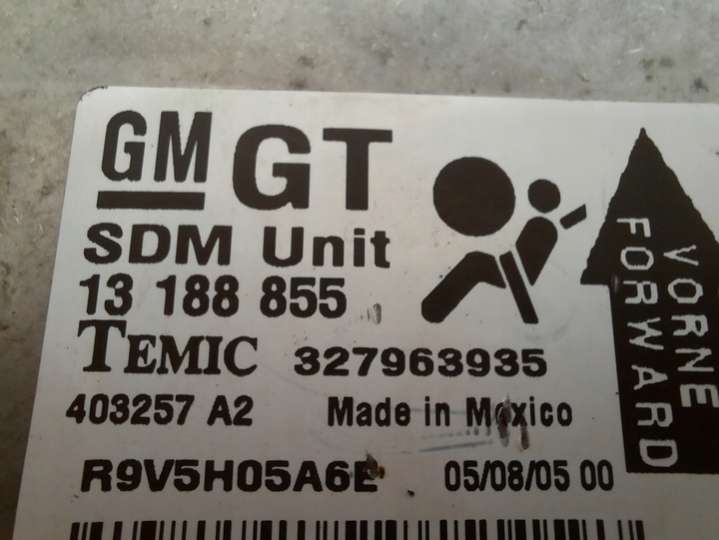 GM GT
SDM Unit
13 188 855
TEMIC 327963935
403257 A2 Made in Mexico
R9V5H05A6E 05/08/05 00
VORNE
FORWARD